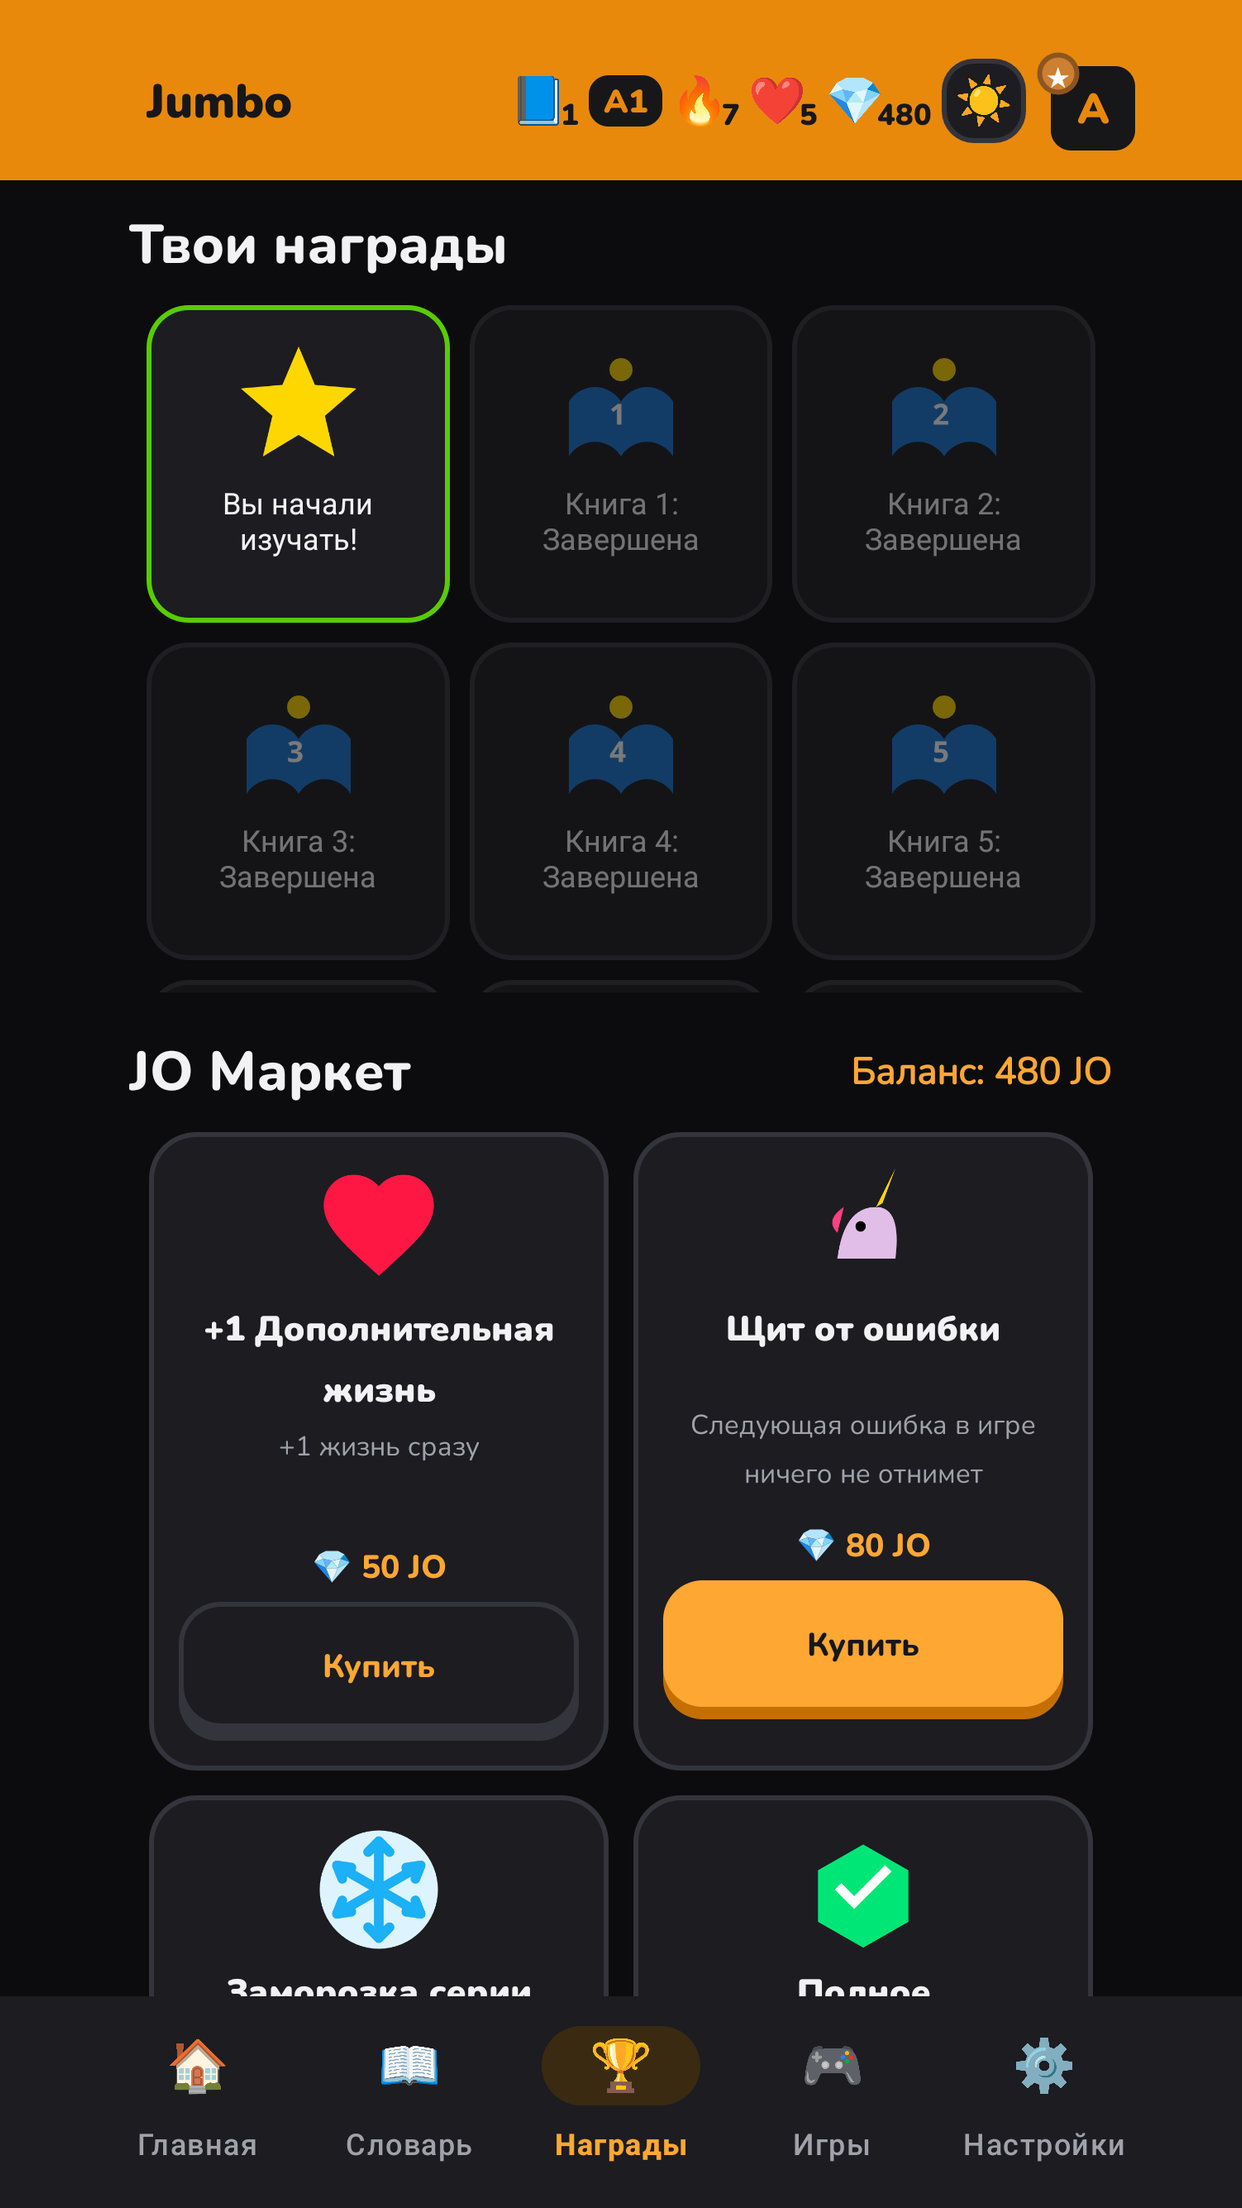 Jumbo
1 A1 7 5 480 A
Твои награды
Вы начали
изучать!
1
Книга 1:
Завершена
2
Книга 2:
Завершена
3
Книга 3:
Завершена
4
Книга 4:
Завершена
5
Книга 5:
Завершена
JO Маркет
Баланс: 480 JO
+1 Дополнительная
жизнь
+1 жизнь сразу
50 JO
Купить
Щит от ошибки
Следующая ошибка в игре
ничего не отнимет
80 JO
Купить
Заморозка серии
Полное
Главная
Словарь
Награды
Игры
Настройки